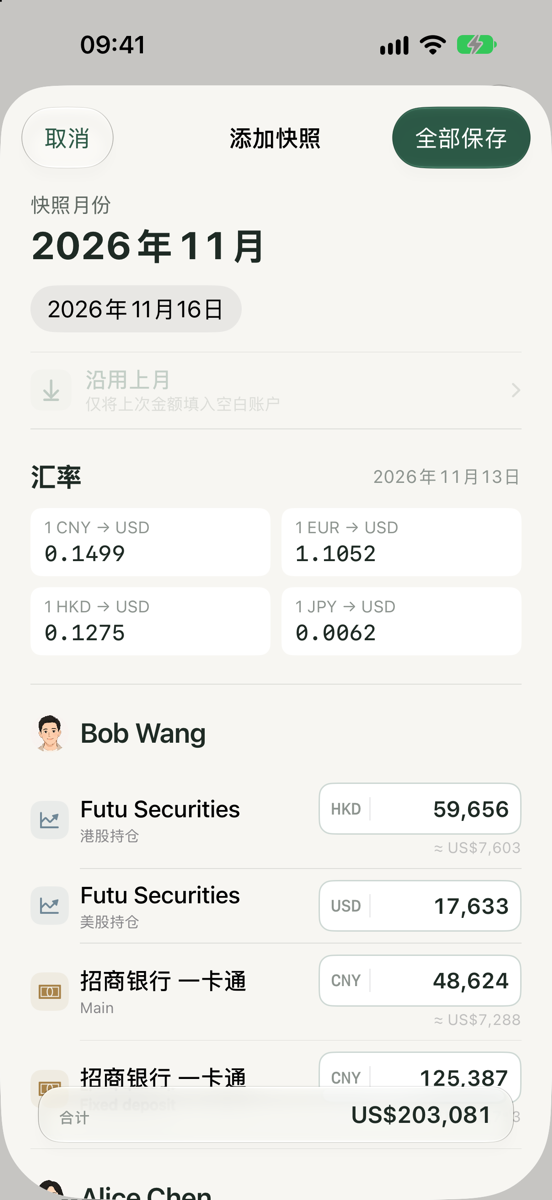 09:41
取消
添加快照
全部保存
快照月份
2026年11月
2026年11月16日
沿用上月
仅将上次金额填入空白账户
汇率
2026年11月13日
1 CNY → USD
0.1499
1 EUR → USD
1.1052
1 HKD → USD
0.1275
1 JPY → USD
0.0062
Bob Wang
Futu Securities
港股持仓
HKD 59,656
≈ US$7,603
Futu Securities
美股持仓
USD 17,633
招商银行 一卡通
Main
CNY 48,624
≈ US$7,288
招商银行 一卡通
Fixed deposit
CNY 125,387
合计
US$203,081
Alice Chen